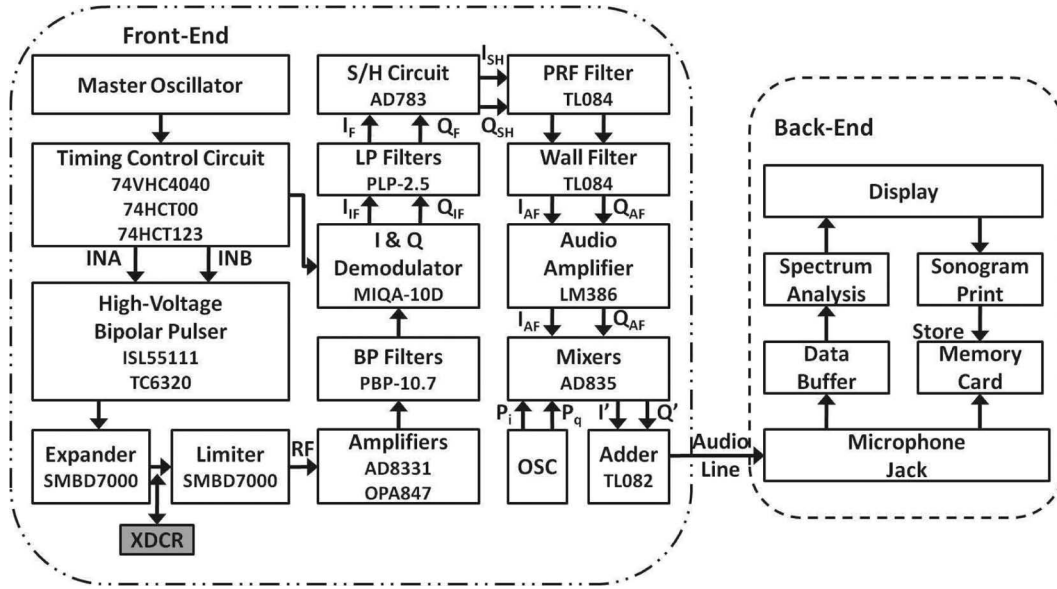 Front-End
Master Oscillator
Timing Control Circuit
74VHC4040
74HCT00
74HCT123
INA
INB
High-Voltage
Bipolar Pulser
ISL55111
TC6320
Expander
SMBD7000
Limiter
SMBD7000
XDCR
RF
Amplifiers
AD8331
OPA847
BP Filters
PBP-10.7
I & Q
Demodulator
MIQA-10D
I_IF
Q_IF
LP Filters
PLP-2.5
I_F
Q_F
S/H Circuit
AD783
I_SH
Q_SH
PRF Filter
TL084
Wall Filter
TL084
I_AF
Q_AF
Audio
Amplifier
LM386
I_AF
Q_AF
Mixers
AD835
P_i
P_q
I’
Q’
OSC
Adder
TL082
Audio
Line
Back-End
Display
Spectrum
Analysis
Sonogram
Print
Store
Data
Buffer
Memory
Card
Microphone
Jack